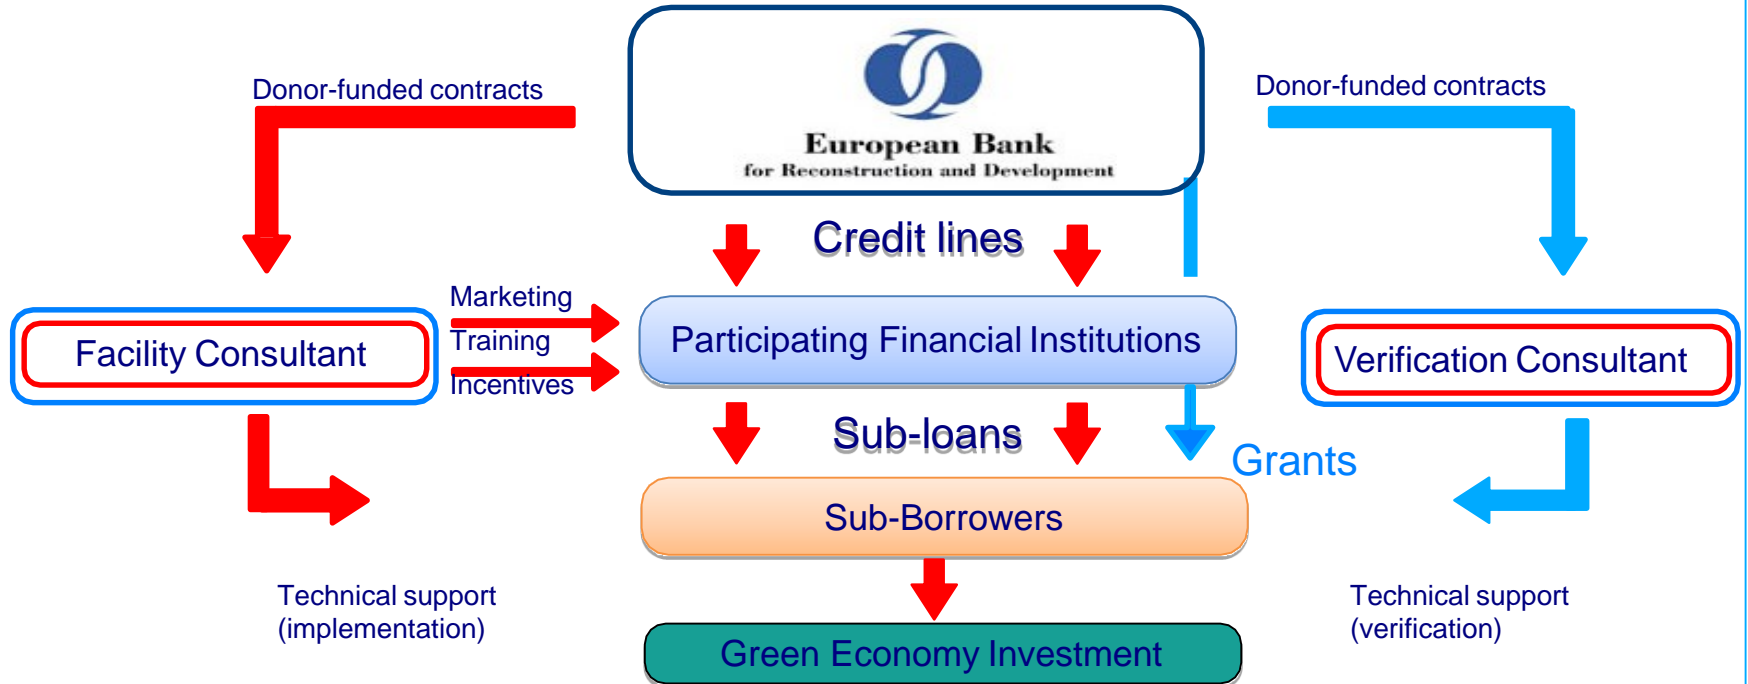 Donor-funded contracts
European Bank
for Reconstruction and Development
Donor-funded contracts
Credit lines
Facility Consultant
Marketing
Training
Incentives
Participating Financial Institutions
Verification Consultant
Sub-loans
Grants
Sub-Borrowers
Technical support
(implementation)
Technical support
(verification)
Green Economy Investment